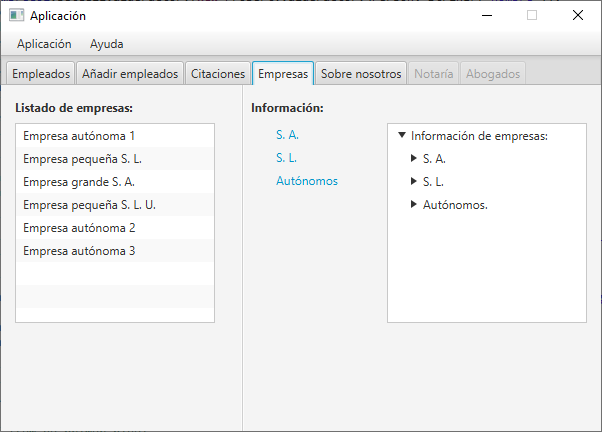 Aplicación
Aplicación Ayuda
Empleados Añadir empleados Citaciones Empresas Sobre nosotros Notaría Abogados
Listado de empresas:
Empresa autónoma 1
Empresa pequeña S. L.
Empresa grande S. A.
Empresa pequeña S. L. U.
Empresa autónoma 2
Empresa autónoma 3
Información:
S. A.
S. L.
Autónomos
Información de empresas:
S. A.
S. L.
Autónomos.